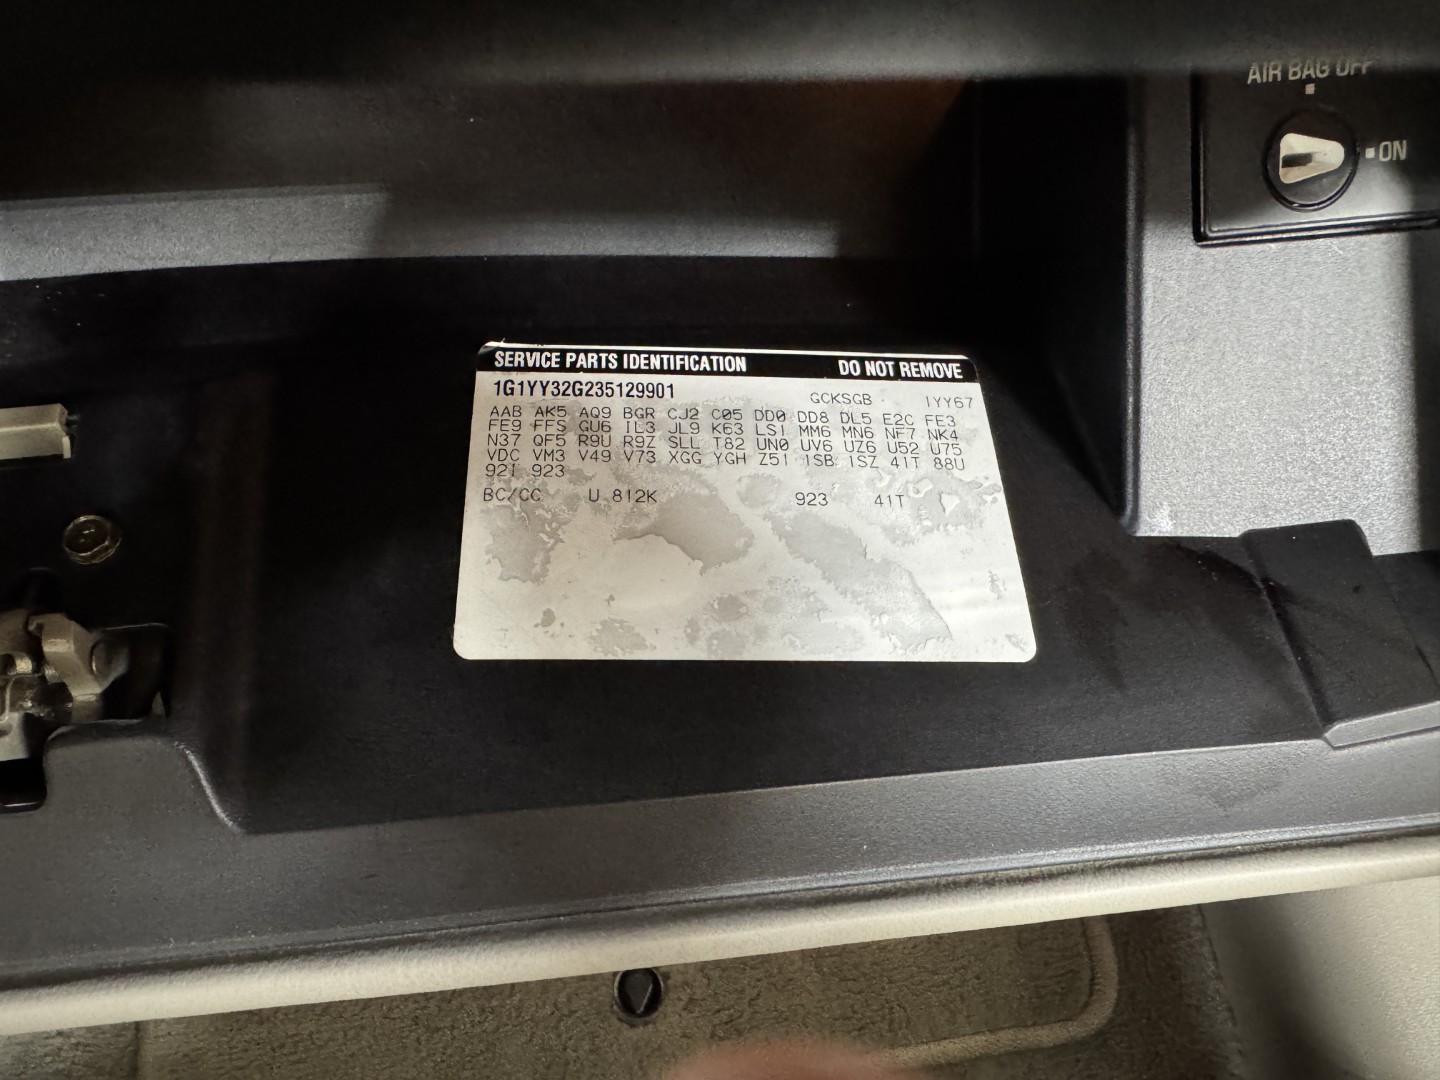 AIR BAG OFF
ON
SERVICE PARTS IDENTIFICATION DO NOT REMOVE
1G1YY32G235129901 GCKSGB 1YY67
AAB AK5 AQ9 BGR CJ2 C05 DD0 DD8 DL5 E2C FE3
FE9 FFS GU6 IL3 JL9 K63 LS1 MM6 MN6 NF7 NK4
N37 QF5 R9U R9Z SLL T82 UN0 UV6 UZ6 U52 U75
VDC VM3 V49 V73 XGG YGH Z51 1SB 1SZ 41T 88U
92I 923
BC/CC U 812K 923 41T